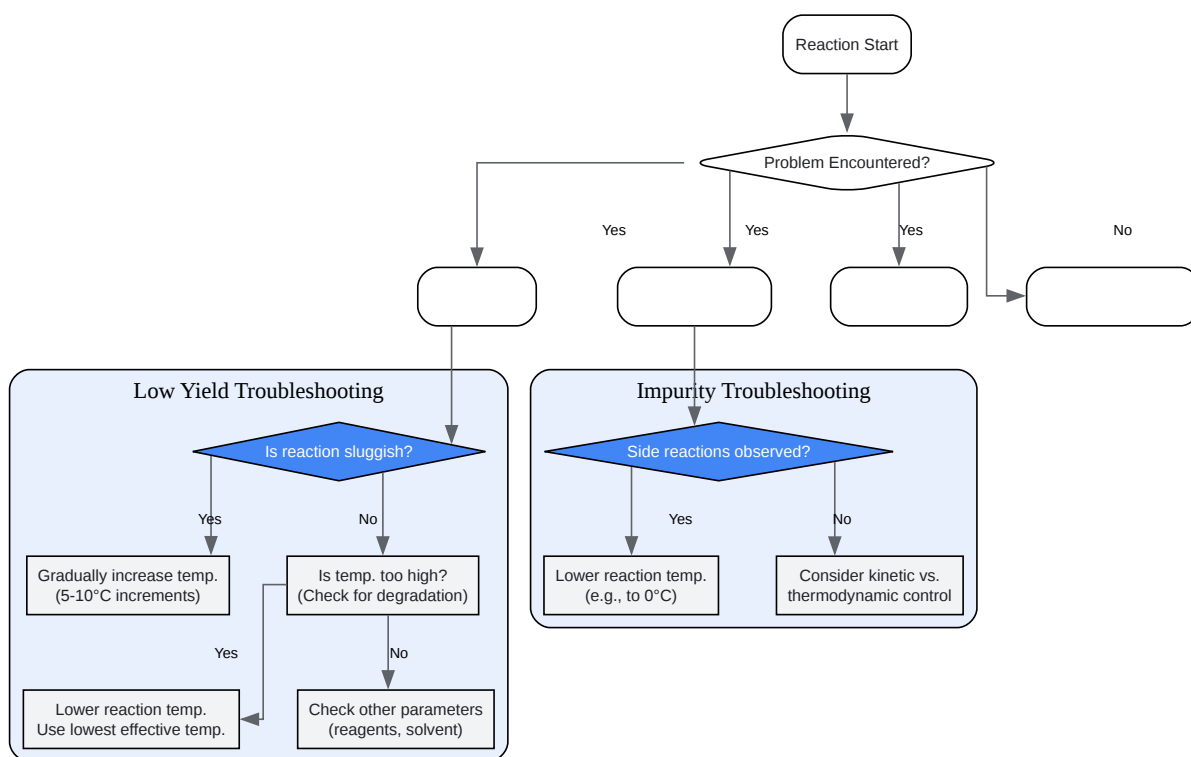 Reaction Start
Problem Encountered?
Yes
Yes
Yes
No
Low Yield Troubleshooting
Impurity Troubleshooting
Is reaction sluggish?
Side reactions observed?
Yes
No
Yes
No
Gradually increase temp.
(5-10°C increments)
Is temp. too high?
(Check for degradation)
Lower reaction temp.
(e.g., to 0°C)
Consider kinetic vs.
thermodynamic control
Yes
No
Lower reaction temp.
Use lowest effective temp.
Check other parameters
(reagents, solvent)